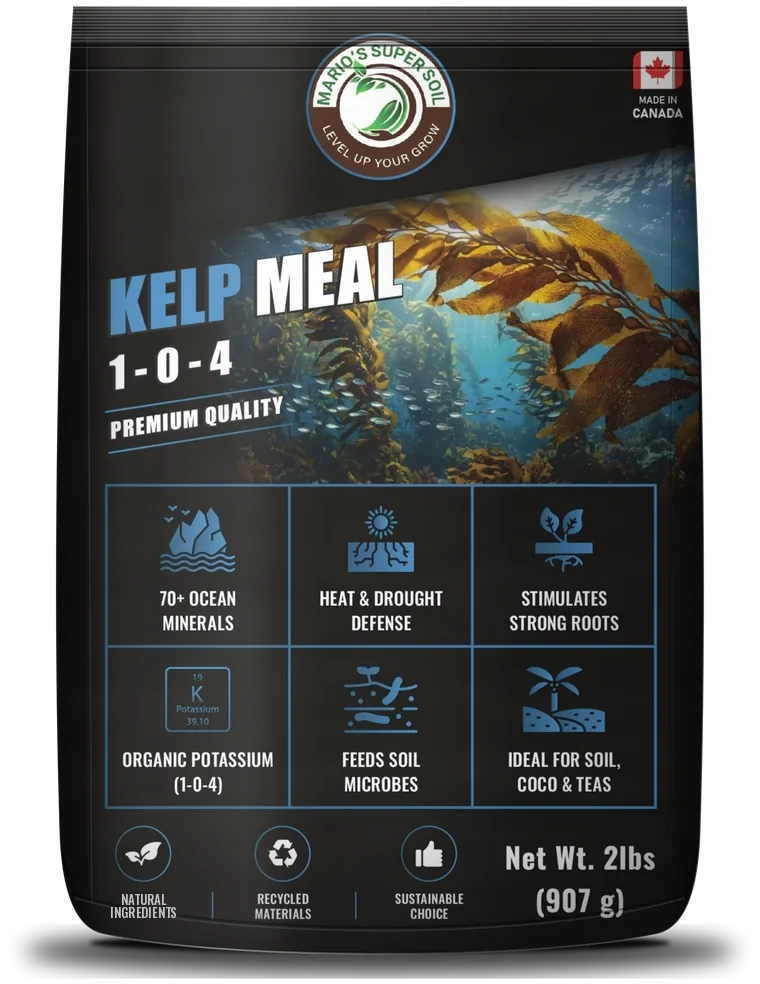 MARIO'S SUPER SOIL
LEVEL UP YOUR GROW
MADE IN
CANADA
KELP MEAL
1-0-4
PREMIUM QUALITY
70+ OCEAN
MINERALS
HEAT & DROUGHT
DEFENSE
STIMULATES
STRONG ROOTS
19
K
Potassium
39.10
ORGANIC POTASSIUM
(1-0-4)
FEEDS SOIL
MICROBES
IDEAL FOR SOIL,
COCO & TEAS
NATURAL
INGREDIENTS
RECYCLED
MATERIALS
SUSTAINABLE
CHOICE
Net Wt. 2lbs
(907 g)